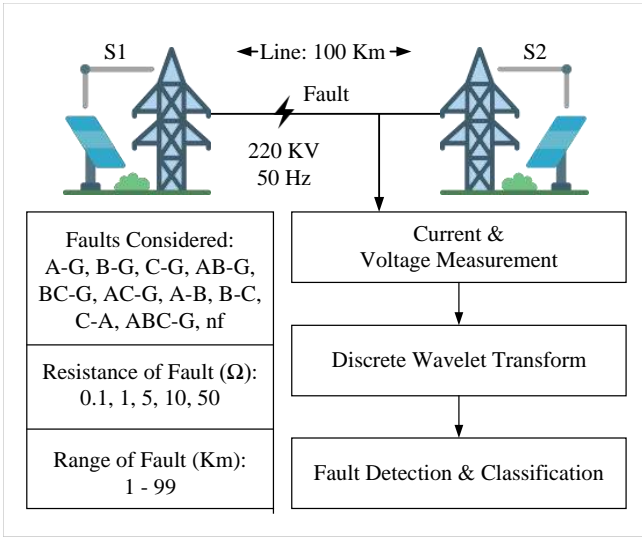 S1
Line: 100 Km
S2
Fault
220 KV
50 Hz
Faults Considered:
A-G, B-G, C-G, AB-G,
BC-G, AC-G, A-B, B-C,
C-A, ABC-G, nf
Resistance of Fault (Ω):
0.1, 1, 5, 10, 50
Range of Fault (Km):
1 - 99
Current &
Voltage Measurement
Discrete Wavelet Transform
Fault Detection & Classification